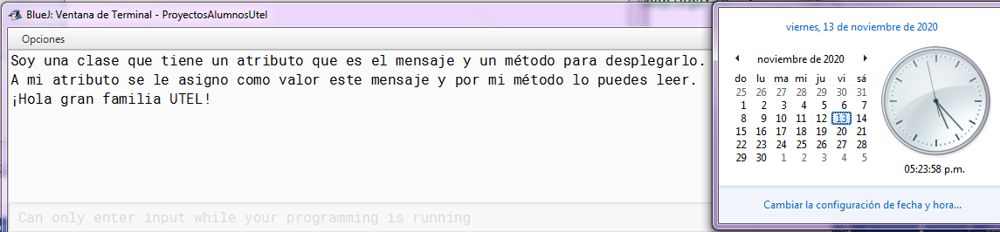 BlueJ: Ventana de Terminal - ProyectosAlumnosUtel
Opciones
Soy una clase que tiene un atributo que es el mensaje y un método para desplegarlo.
A mi atributo se le asigno como valor este mensaje y por mi método lo puedes leer.
¡Hola gran familia UTEL!
Can only enter input while your programming is running
viernes, 13 de noviembre de 2020
noviembre de 2020
do lu ma mi ju vi sá
25 26 27 28 29 30 31
1 2 3 4 5 6 7
8 9 10 11 12 13 14
15 16 17 18 19 20 21
22 23 24 25 26 27 28
29 30 1 2 3 4 5
05:23:58 p.m.
Cambiar la configuración de fecha y hora...